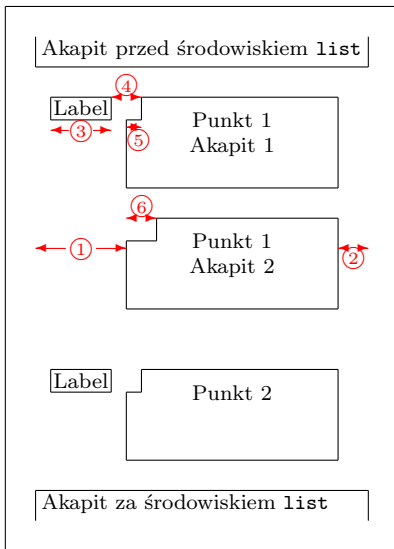 Akapit przed środowiskiem list
④
Label
Punkt 1
③
⑤
Akapit 1
⑥
①
Punkt 1
②
Akapit 2
Label
Punkt 2
Akapit za środowiskiem list